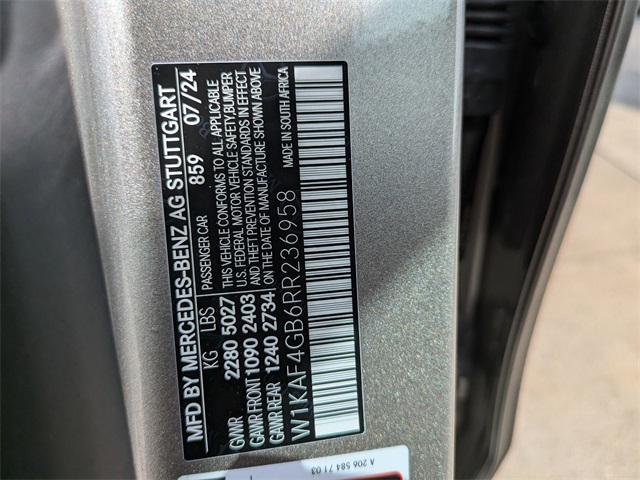 MFD BY MERCEDES-BENZ AG STUTTGART
859 07/24
PASSENGER CAR
KG LBS
GVWR 2280 5027
GAWR FRONT 1090 2403
GAWR REAR 1240 2734
THIS VEHICLE CONFORMS TO ALL APPLICABLE
U.S. FEDERAL MOTOR VEHICLE SAFETY,BUMPER
AND THEFT PREVENTION STANDARDS IN EFFECT
ON THE DATE OF MANUFACTURE SHOWN ABOVE
MADE IN SOUTH AFRICA
W1KAF4GB6RR236958
A 206 584 71 03